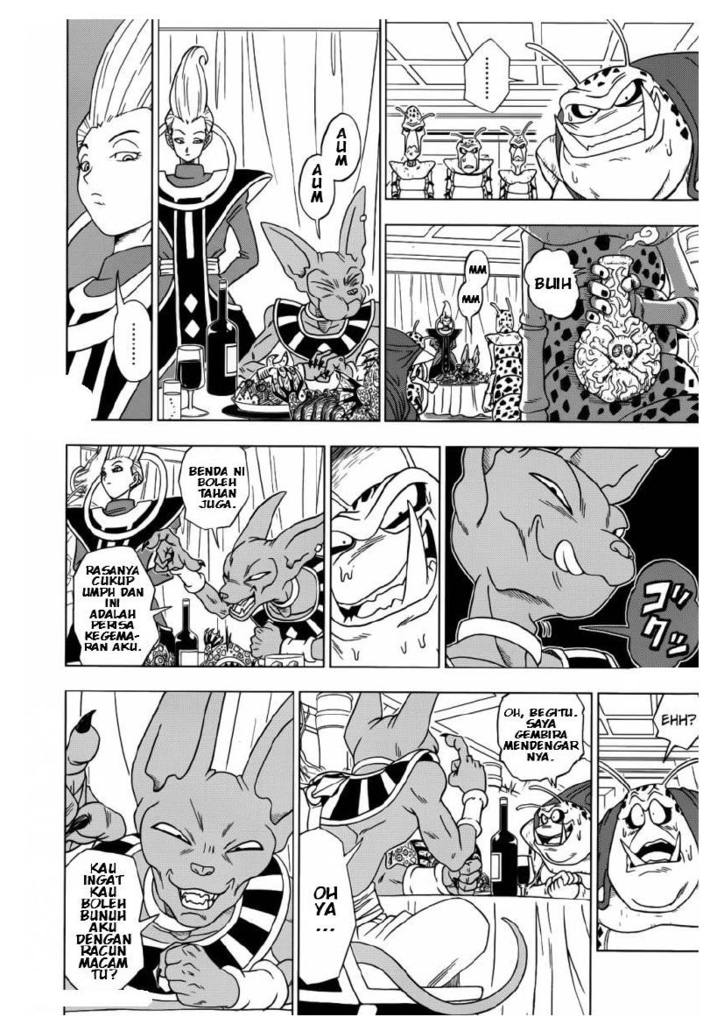 ............
AUM
AUM
............
BUIH
MM
MM
ゴクッ
BENDA NI
BOLEH
TAHAN
JUGA.
RASANYA
CUKUP
UMPH DAN
INI
ADALAH
PERISA
KEGEMA-
RAN AKU.
EHH?
OH, BEGITU.
SAYA
GEMBIRA
MENDENGAR
NYA.
OH
YA
...
KAU
INGAT
KAU
BOLEH
BUNUH
AKU
DENGAN
RACUN
MACAM
TU?